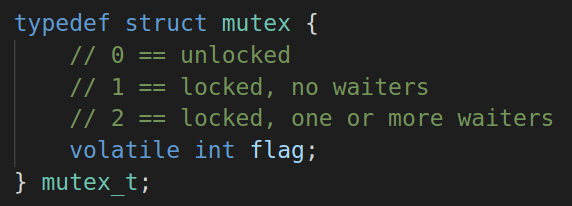 typedef struct mutex {
    // 0 == unlocked
    // 1 == locked, no waiters
    // 2 == locked, one or more waiters
    volatile int flag;
} mutex_t;